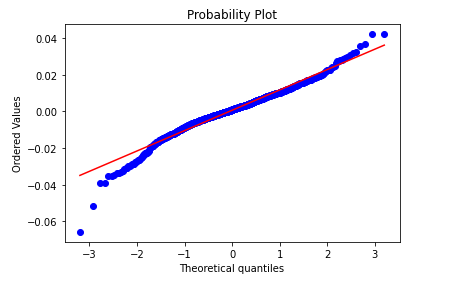 Probability Plot
Ordered Values
0.04
0.02
0.00
−0.02
−0.04
−0.06
−3 −2 −1 0 1 2 3
Theoretical quantiles